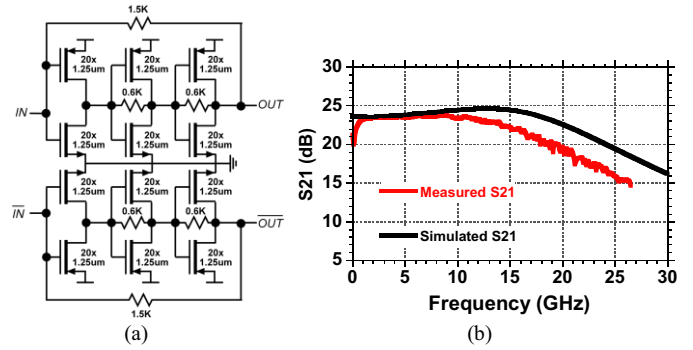 1.5K
20x 20x 20x
1.25um 1.25um 1.25um
0.6K 0.6K
IN OUT
20x 20x 20x
1.25um 1.25um 1.25um
20x 20x 20x
1.25um 1.25um 1.25um
IN 0.6K 0.6K OUT
20x 20x 20x
1.25um 1.25um 1.25um
1.5K
(a)
S21 (dB)
30
25
20
15
10
5
Measured S21
Simulated S21
0 5 10 15 20 25 30
Frequency (GHz)
(b)